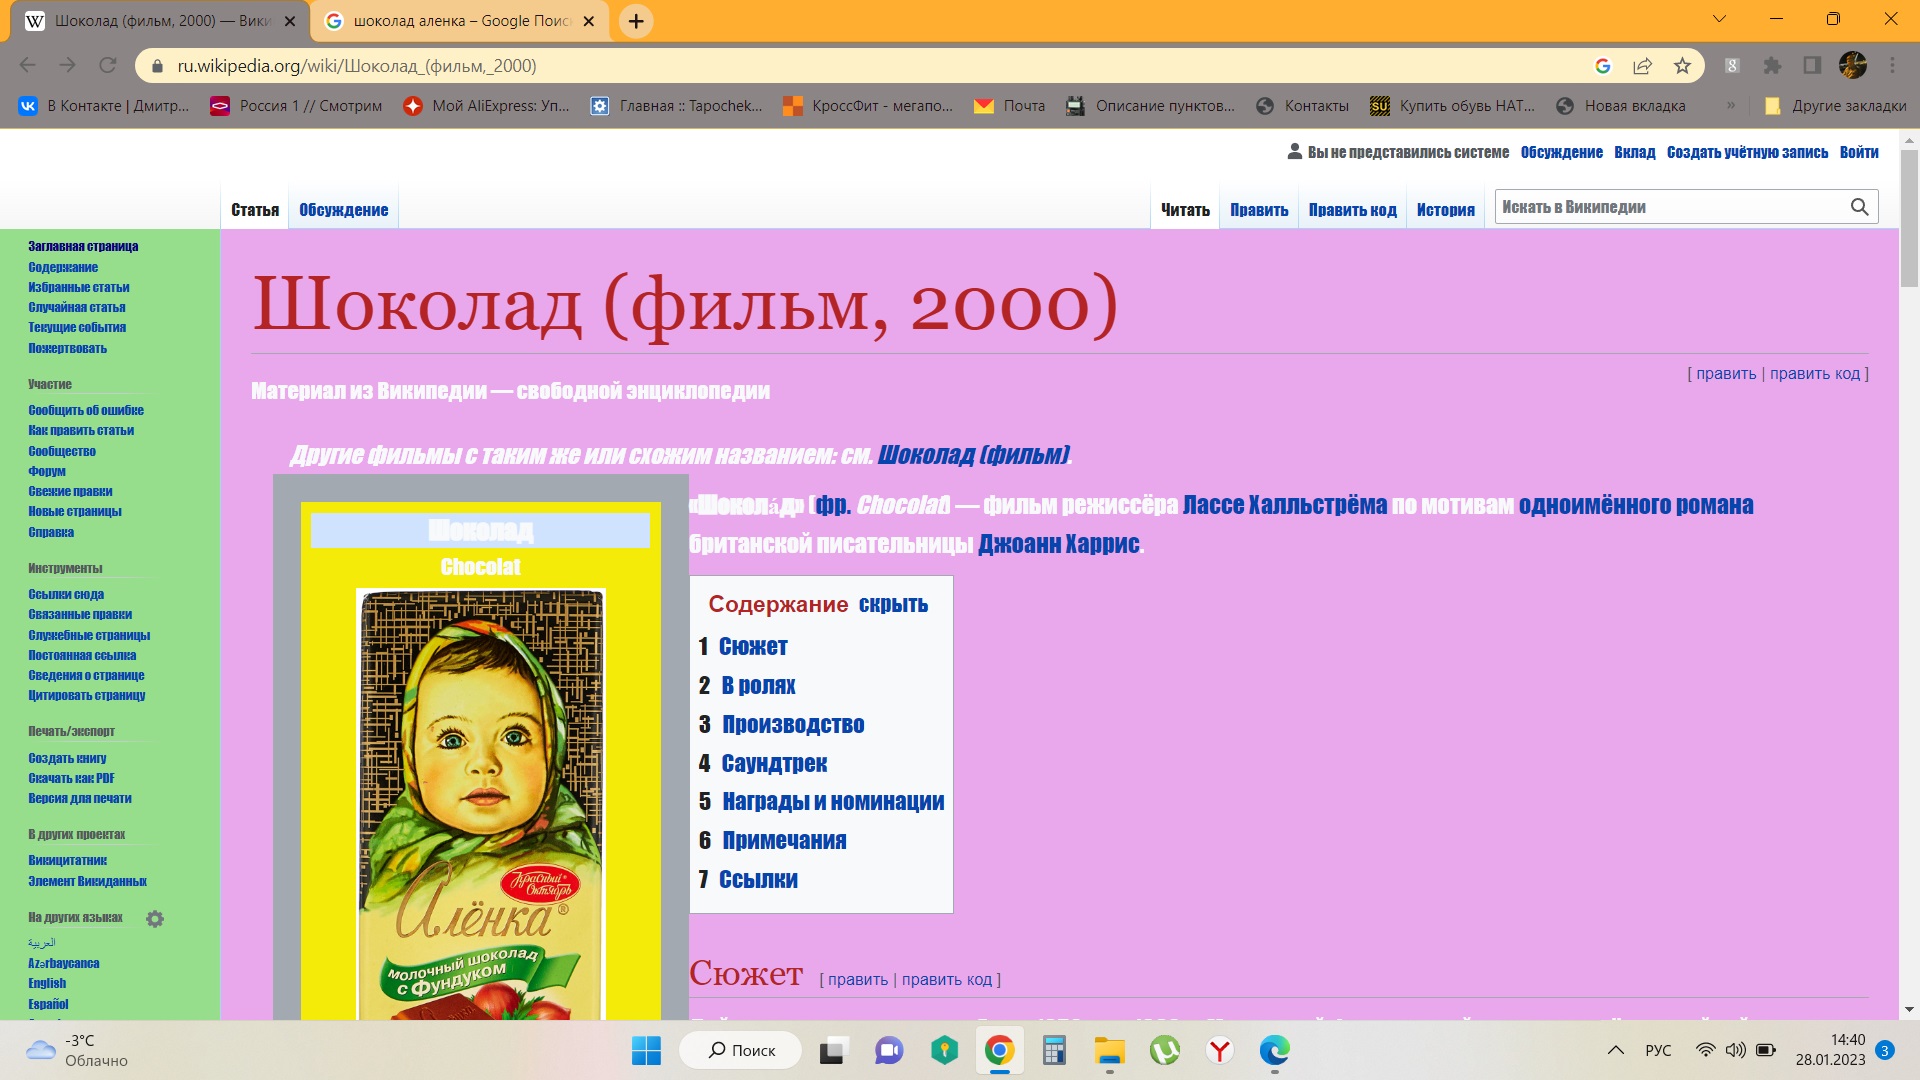 Шоколад (фильм, 2000) — Вики
шоколад аленка – Google Поис
ru.wikipedia.org/wiki/Шоколад_(фильм,_2000)
В Контакте | Дмитр...
Россия 1 // Смотрим
Мой AliExpress: Уп...
Главная :: Tapochek...
КроссФит - мегапо...
Почта
Описание пунктов...
Контакты
Купить обувь НАТ...
Новая вкладка
»
Другие закладки
Вы не представились системе Обсуждение Вклад Создать учётную запись Войти
Статья Обсуждение
Читать Править Править код История Искать в Википедии
Заглавная страница
Содержание
Избранные статьи
Случайная статья
Текущие события
Пожертвовать
Участие
Сообщить об ошибке
Как править статьи
Сообщество
Форум
Свежие правки
Новые страницы
Справка
Инструменты
Ссылки сюда
Связанные правки
Служебные страницы
Постоянная ссылка
Сведения о странице
Цитировать страницу
Печать/экспорт
Создать книгу
Скачать как PDF
Версия для печати
В других проектах
Викицитатник
Элемент Викиданных
На других языках
العربية
Azərbaycanca
English
Español
Шоколад (фильм, 2000)
[ править | править код ]
Материал из Википедии — свободной энциклопедии
Другие фильмы с таким же или схожим названием: см. Шоколад (фильм).
«Шокола́д» (фр. Chocolat) — фильм режиссёра Лассе Халльстрёма по мотивам одноимённого романа
британской писательницы Джоанн Харрис.
Шоколад
Chocolat
Красный
Октябрь
Алёнка®
молочный шоколад
с фундуком
Содержание скрыть
1 Сюжет
2 В ролях
3 Производство
4 Саундтрек
5 Награды и номинации
6 Примечания
7 Ссылки
Сюжет [ править | править код ]
-3°C
Облачно
Поиск
РУС
14:40
28.01.2023
3